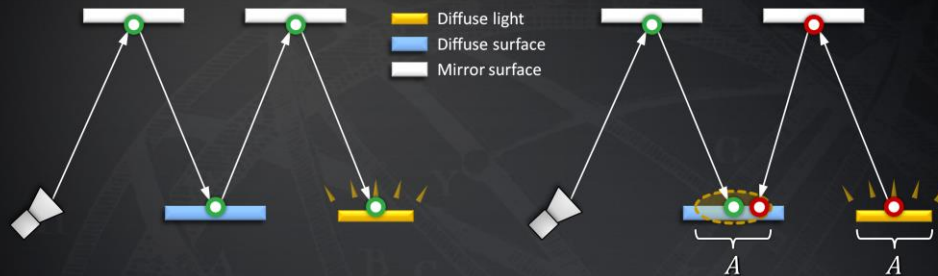 Diffuse light
Diffuse surface
Mirror surface
A
A